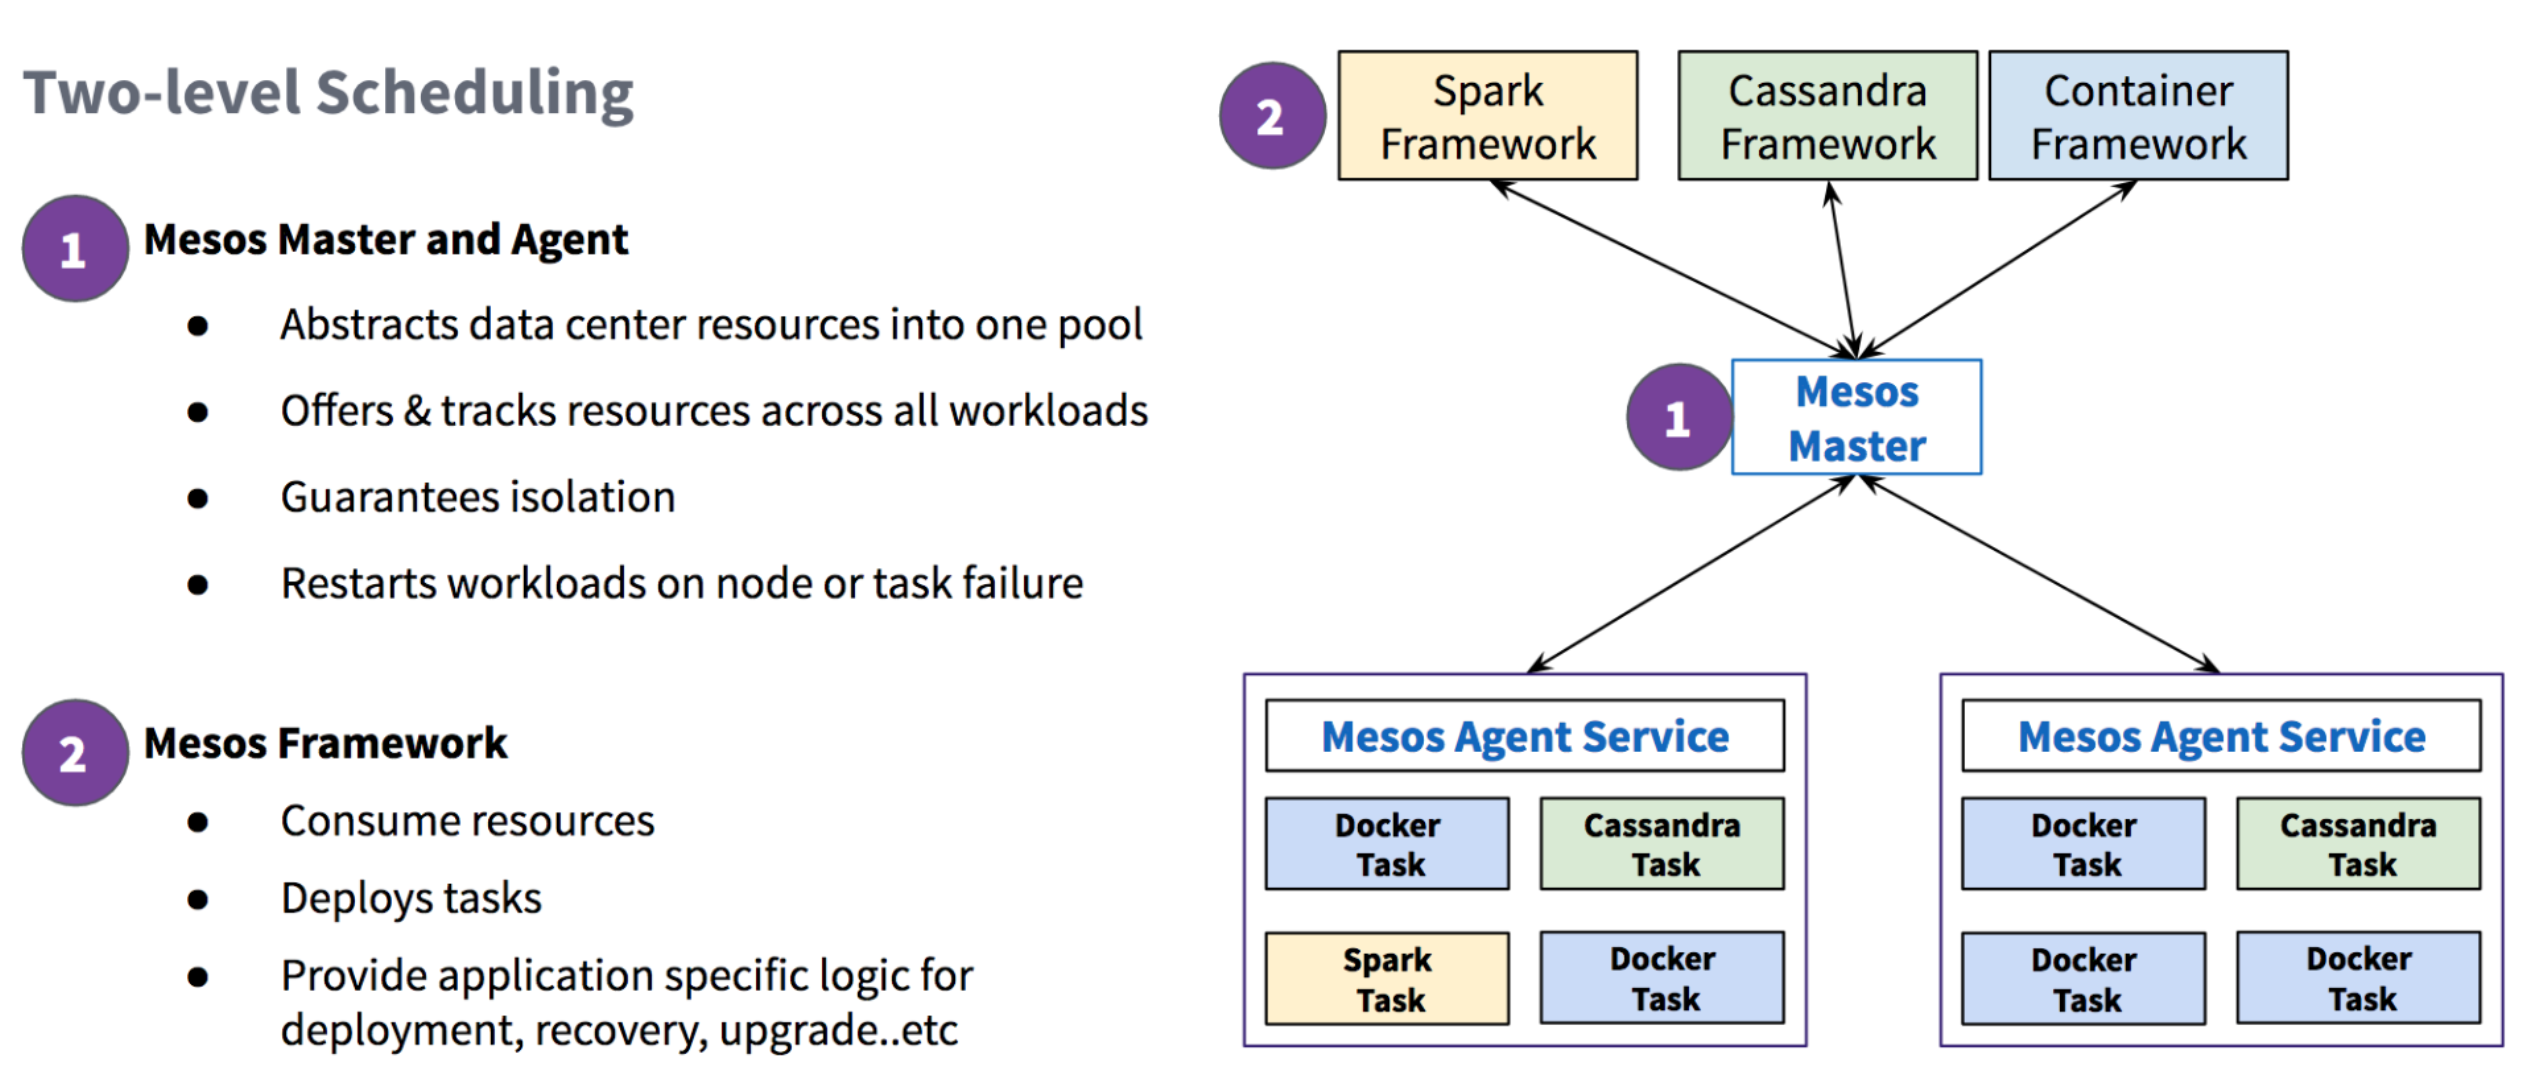 Two-level Scheduling
1
Mesos Master and Agent
● Abstracts data center resources into one pool
● Offers & tracks resources across all workloads
● Guarantees isolation
● Restarts workloads on node or task failure
2
Mesos Framework
● Consume resources
● Deploys tasks
● Provide application specific logic for
deployment, recovery, upgrade..etc
2
Spark
Framework
Cassandra
Framework
Container
Framework
1
Mesos
Master
Mesos Agent Service
Docker
Task
Cassandra
Task
Spark
Task
Docker
Task
Mesos Agent Service
Docker
Task
Cassandra
Task
Docker
Task
Docker
Task